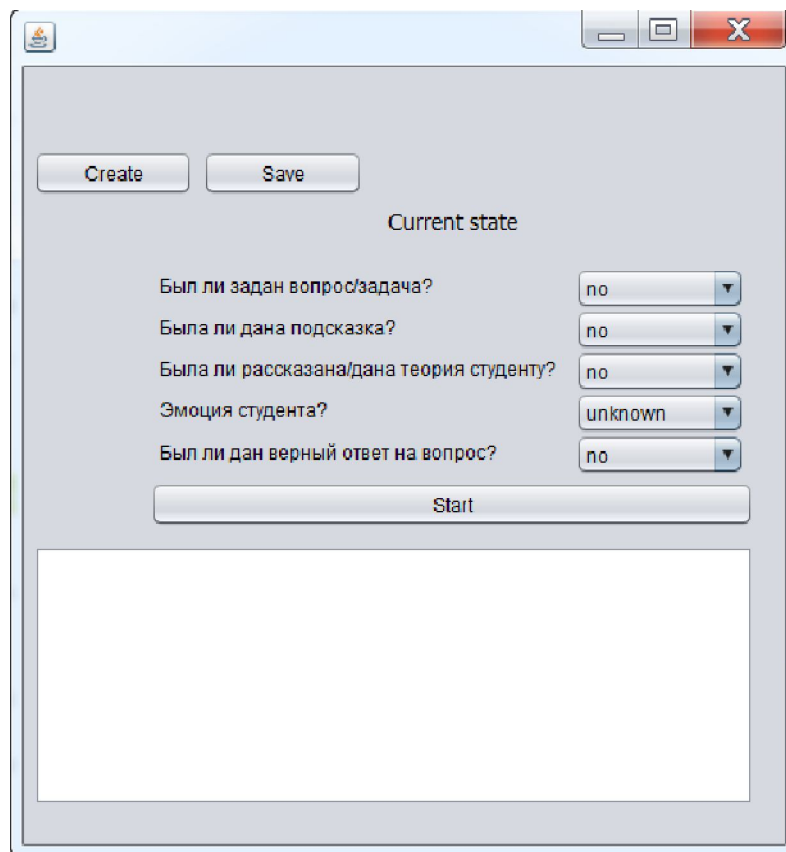 Create Save
Current state
Был ли задан вопрос/задача? no
Была ли дана подсказка? no
Была ли рассказана/дана теория студенту? no
Эмоция студента? unknown
Был ли дан верный ответ на вопрос? no
Start